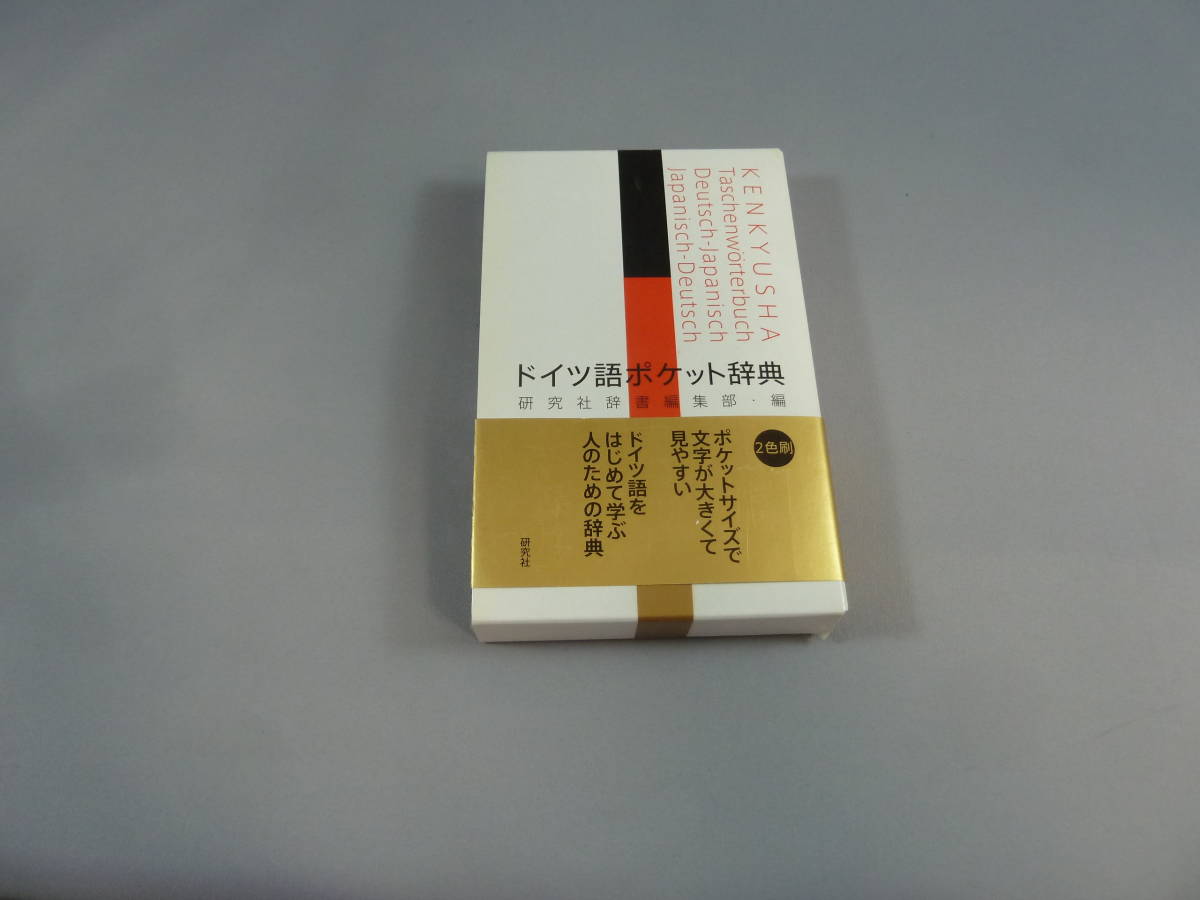 KENKYUSHA
Taschenwörterbuch
Deutsch-Japanisch
Japanisch-Deutsch
ドイツ語ポケット辞典
研究社辞書編集部・編
2色刷
ポケットサイズで
文字が大きくて
見やすい
ドイツ語を
はじめて学ぶ
人のための辞典
研究社